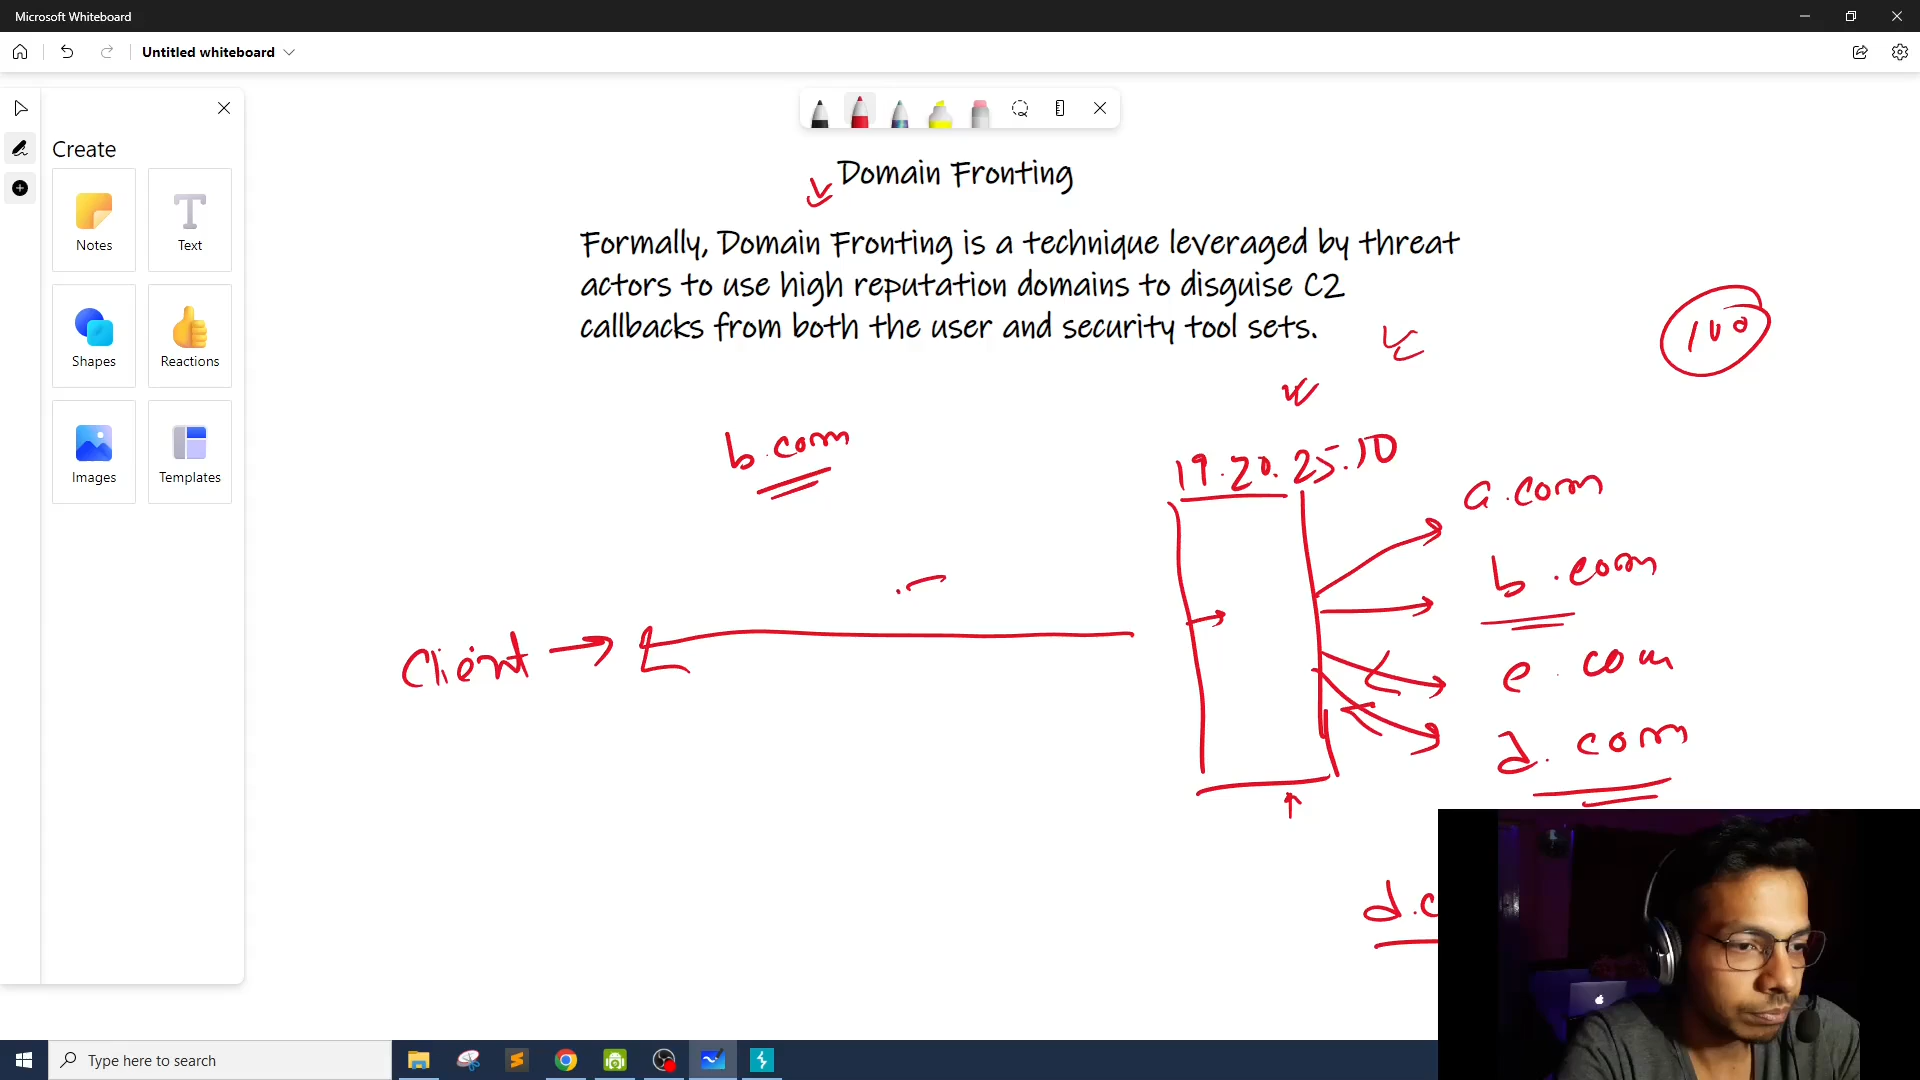 Microsoft Whiteboard
Untitled whiteboard
Create
Notes
Text
Shapes
Reactions
Images
Templates
Domain Fronting
Formally, Domain Fronting is a technique leveraged by threat
actors to use high reputation domains to disguise C2
callbacks from both the user and security tool sets.
100
b.com
19.20.25.10
a.com
b.com
Client
e.com
d.com
d.c
Type here to search